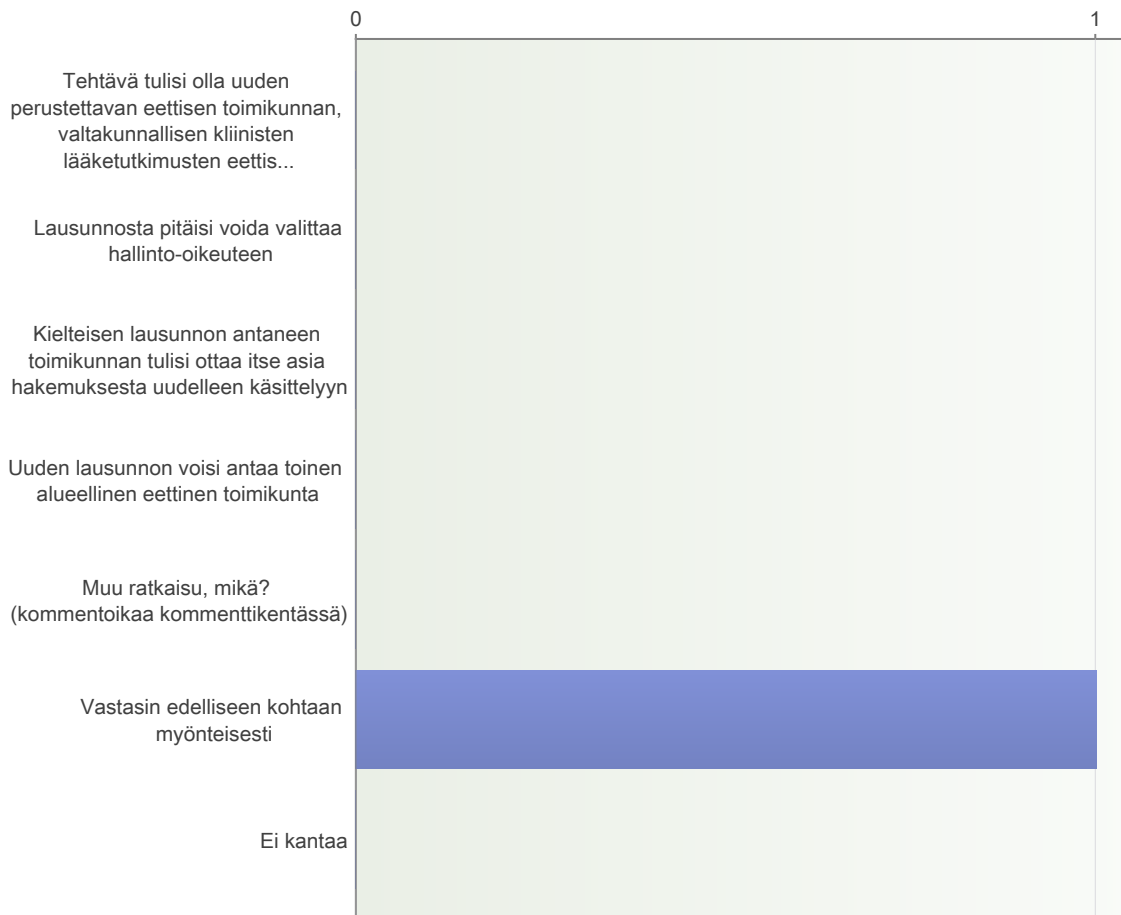 0 1
Tehtävä tulisi olla uuden
perustettavan eettisen toimikunnan,
valtakunnallisen kliinisten
lääketutkimusten eettis...
Lausunnosta pitäisi voida valittaa
hallinto-oikeuteen
Kielteisen lausunnon antaneen
toimikunnan tulisi ottaa itse asia
hakemuksesta uudelleen käsittelyyn
Uuden lausunnon voisi antaa toinen
alueellinen eettinen toimikunta
Muu ratkaisu, mikä?
(kommentoikaa kommenttikentässä)
Vastasin edelliseen kohtaan
myönteisesti
Ei kantaa